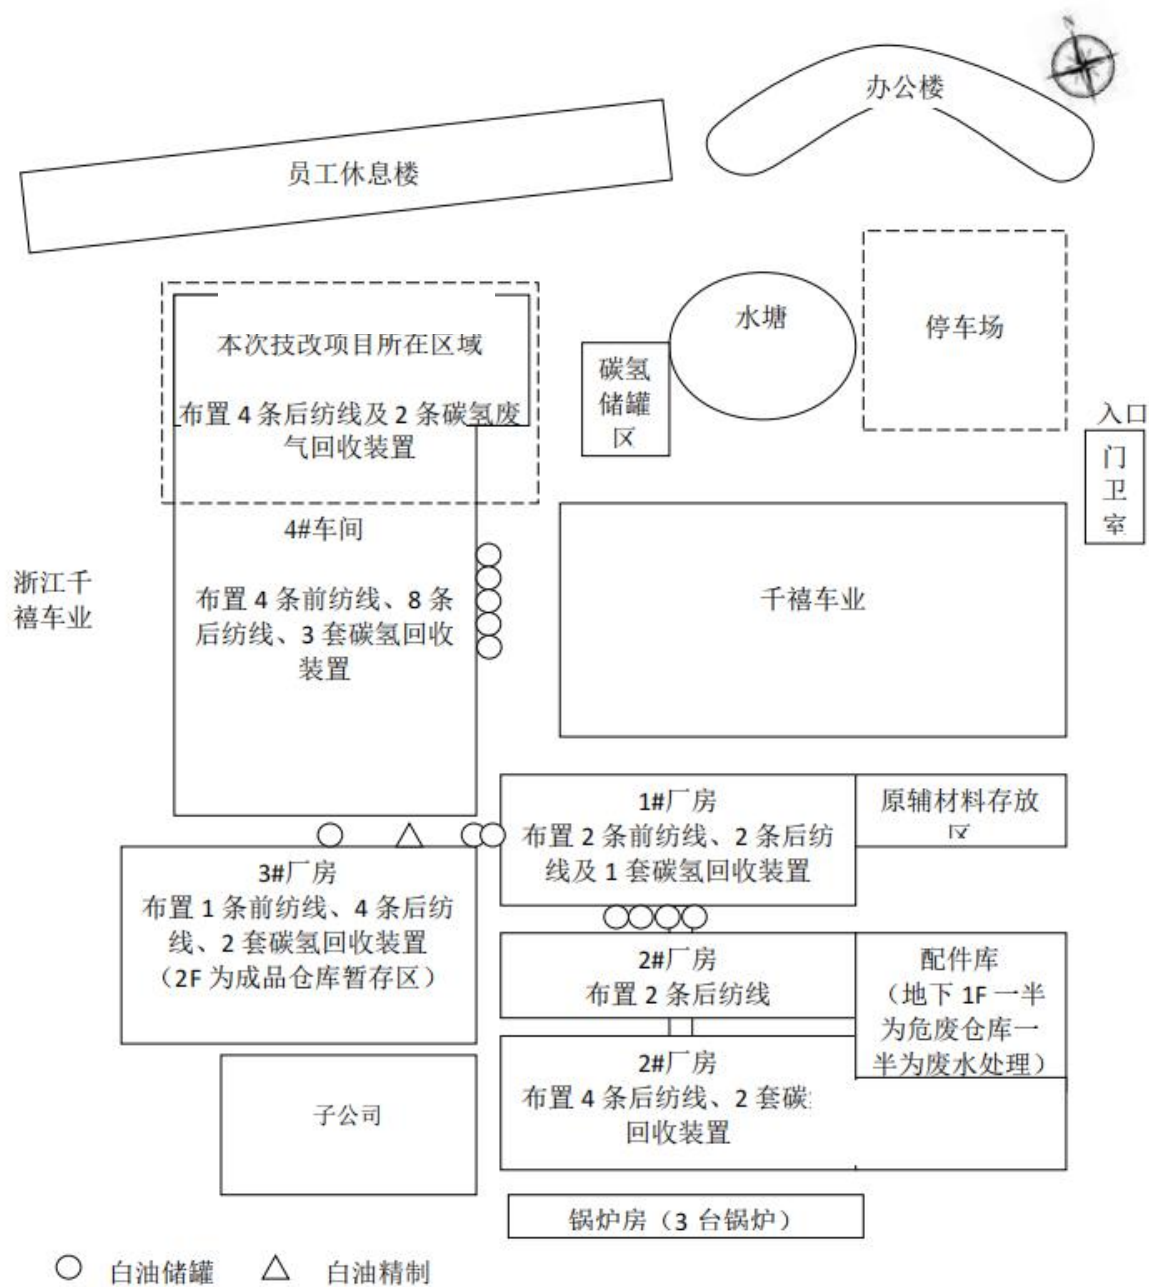 N
办公楼
员工休息楼
水塘
停车场
本次技改项目所在区域
碳氢
储罐
区
布置 4 条后纺线及 2 条碳氢废
气回收装置
入口
门
卫
室
4#车间
浙江千
禧车业
布置 4 条前纺线、8 条
后纺线、3 套碳氢回收
装置
千禧车业
1#厂房
布置 2 条前纺线、2 条后纺
线及 1 套碳氢回收装置
原辅材料存放
区
3#厂房
布置 1 条前纺线、4 条后纺
线、2 套碳氢回收装置
（2F 为成品仓库暂存区）
2#厂房
布置 2 条后纺线
配件库
（地下 1F 一半
为危废仓库一
半为废水处理）
2#厂房
布置 4 条后纺线、2 套碳
回收装置
子公司
锅炉房（3 台锅炉）
白油储罐
白油精制